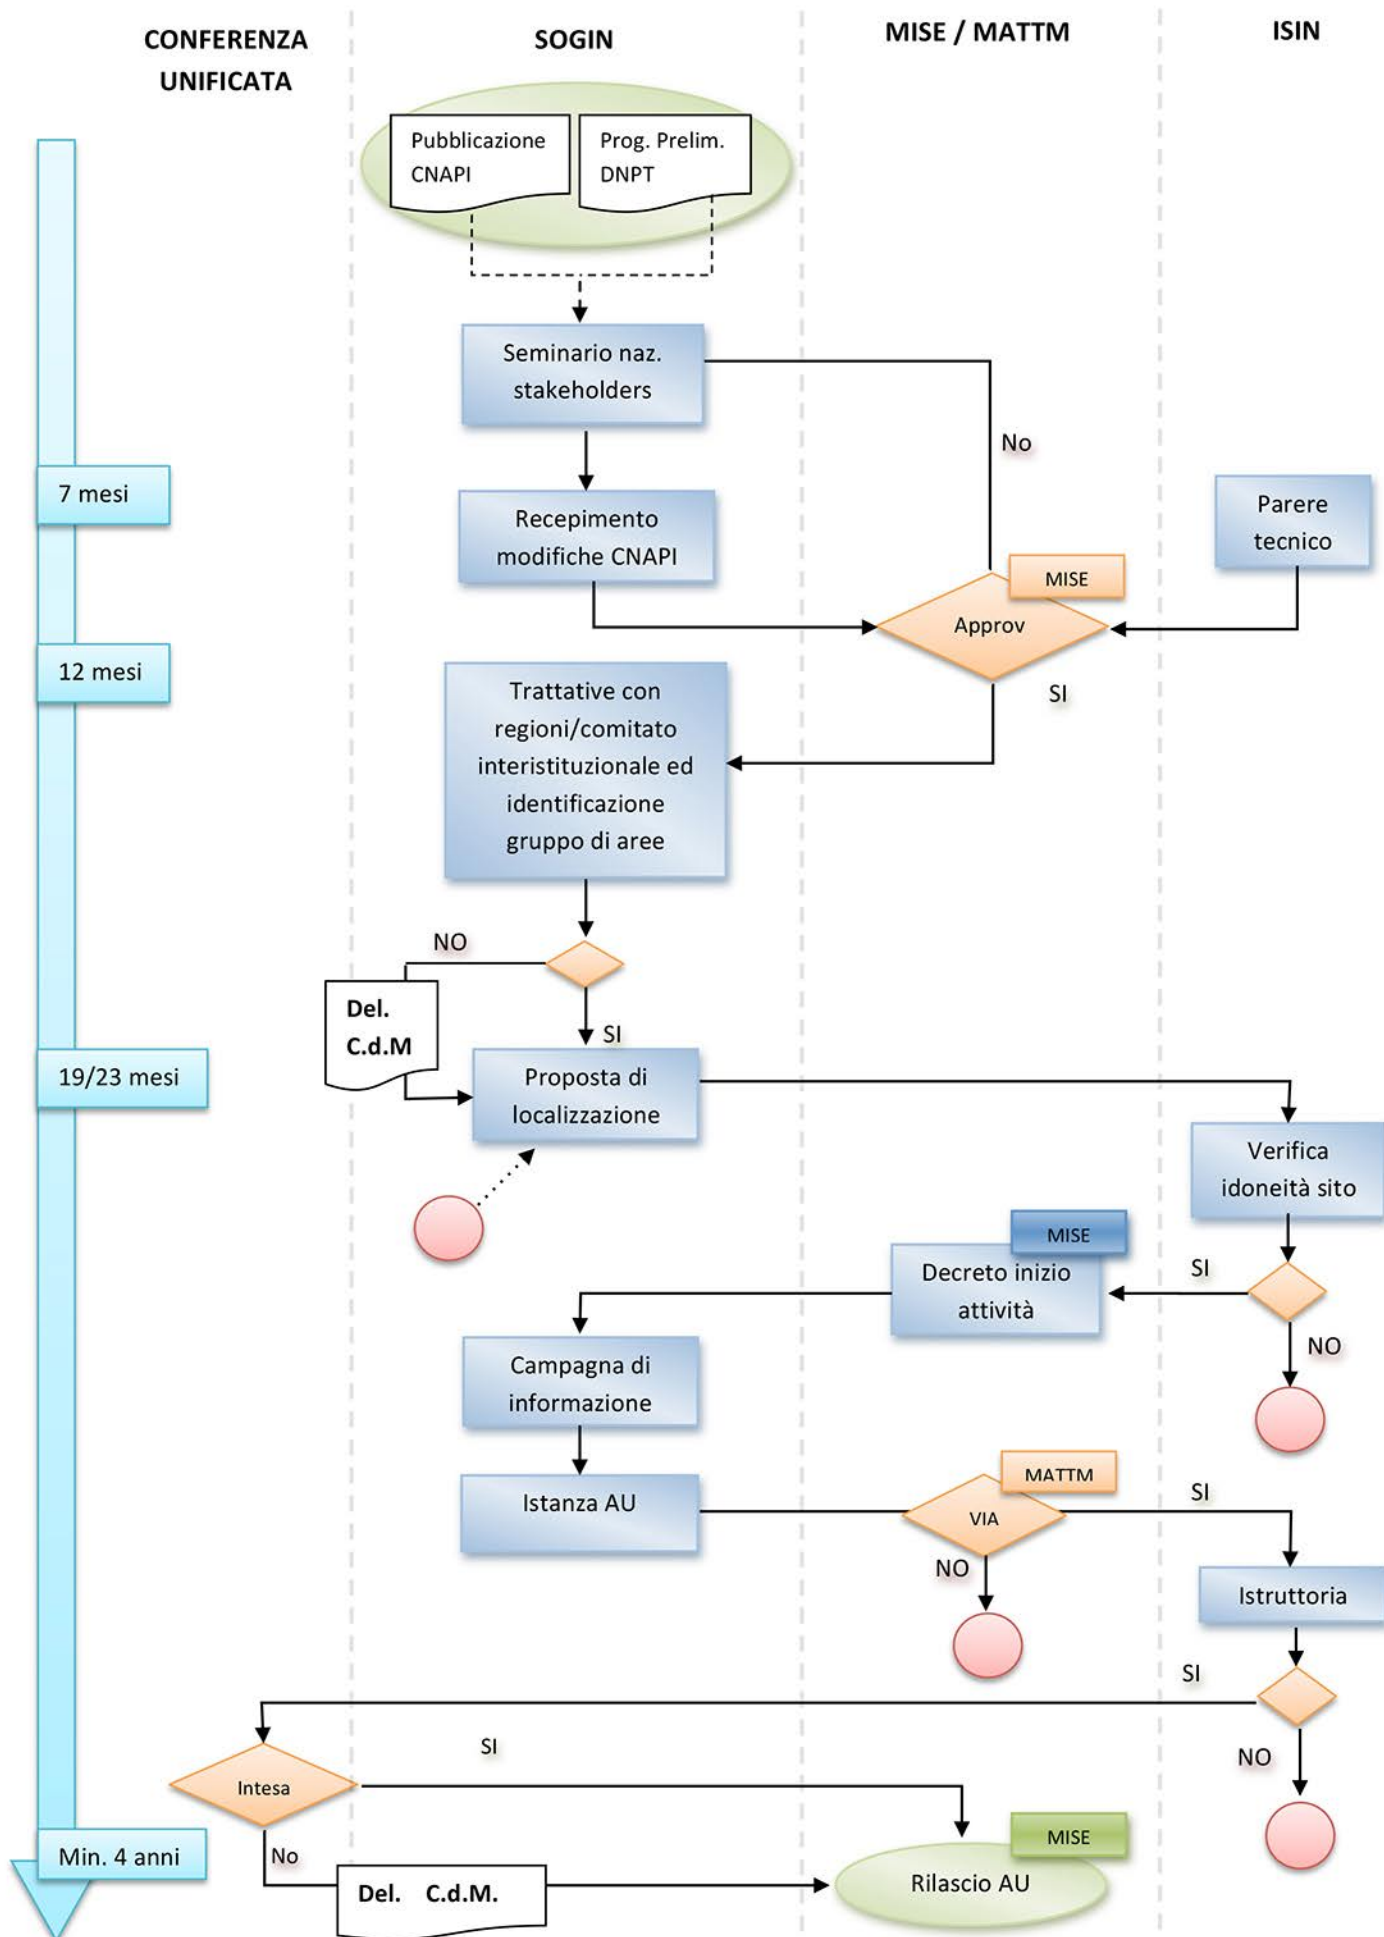 CONFERENZA
UNIFICATA
SOGIN
MISE / MATTM
ISIN
Pubblicazione
CNAPI
Prog. Prelim.
DNPT
Seminario naz.
stakeholders
No
7 mesi
Recepimento
modifiche CNAPI
Parere
tecnico
MISE
Approv
12 mesi
SI
Trattative con
regioni/comitato
interistituzionale ed
identificazione
gruppo di aree
NO
Del.
C.d.M
SI
19/23 mesi
Proposta di
localizzazione
Verifica
idoneità sito
MISE
Decreto inizio
attività
SI
NO
Campagna di
informazione
MATTM
Istanza AU
VIA
SI
NO
Istruttoria
SI
NO
Intesa
SI
MISE
Min. 4 anni
No
Del. C.d.M.
Rilascio AU